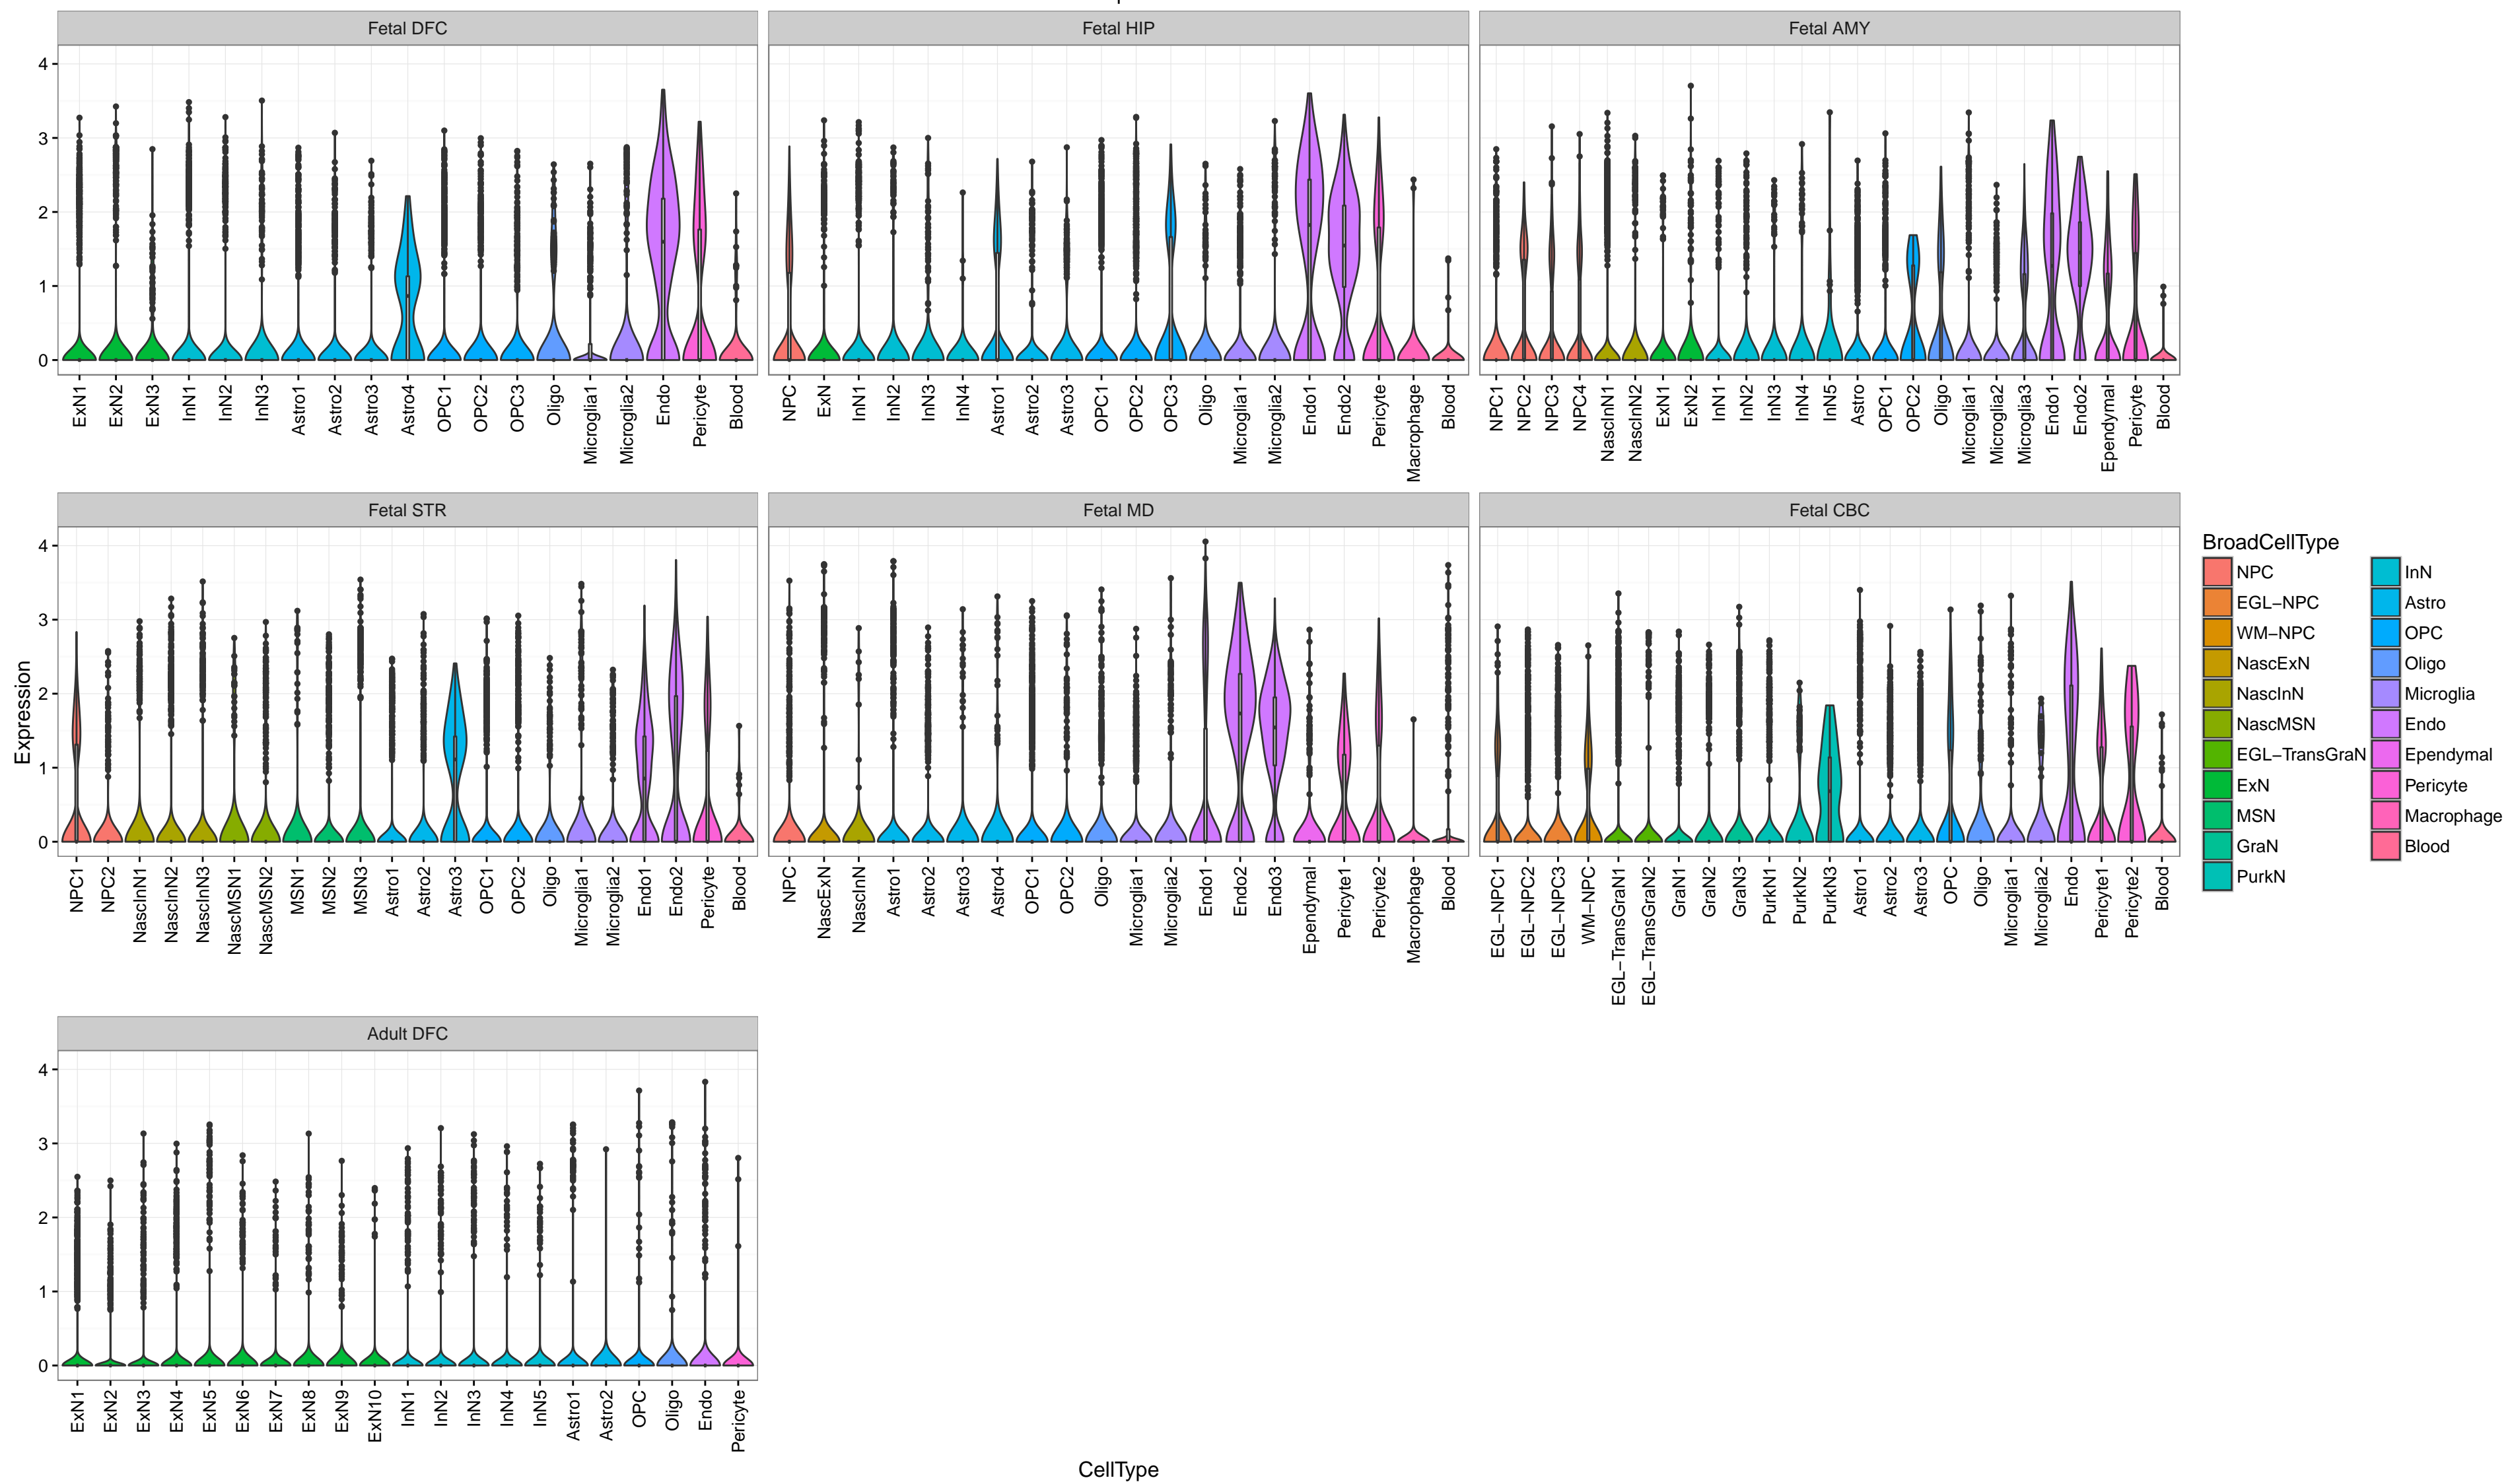 Fetal DFC Fetal HIP Fetal AMY
4
3
2
1
0
ExN1 ExN2 ExN3 InN1 InN2 InN3 Astro1 Astro2 Astro3 Astro4 OPC1 OPC2 OPC3 Oligo Microglia1 Microglia2 Endo Pericyte Blood
NPC ExN InN1 InN2 InN3 InN4 Astro1 Astro2 Astro3 OPC1 OPC2 OPC3 Oligo Microglia1 Microglia2 Endo1 Endo2 Pericyte Macrophage Blood
NPC1 NPC2 NPC3 NPC4 NascInN1 NascInN2 ExN1 ExN2 InN1 InN2 InN3 InN4 InN5 Astro OPC1 OPC2 Oligo Microglia1 Microglia2 Microglia3 Endo1 Endo2 Ependymal Pericyte Blood
Fetal STR Fetal MD Fetal CBC
Expression
4
3
2
1
0
NPC1 NPC2 NascInN1 NascInN2 NascInN3 NascMSN1 NascMSN2 MSN1 MSN2 MSN3 Astro1 Astro2 Astro3 OPC1 OPC2 Oligo Microglia1 Microglia2 Endo1 Endo2 Pericyte Blood
NPC NascExN NascInN Astro1 Astro2 Astro3 Astro4 OPC1 OPC2 Oligo Microglia1 Microglia2 Endo1 Endo2 Endo3 Ependymal Pericyte1 Pericyte2 Macrophage Blood
EGL−NPC1 EGL−NPC2 EGL−NPC3 WM−NPC EGL−TransGraN1 EGL−TransGraN2 GraN1 GraN2 GraN3 PurkN1 PurkN2 PurkN3 Astro1 Astro2 Astro3 OPC Oligo Microglia1 Microglia2 Endo Pericyte1 Pericyte2 Blood
BroadCellType
NPC InN
EGL−NPC Astro
WM−NPC OPC
NascExN Oligo
NascInN Microglia
NascMSN Endo
EGL−TransGraN Ependymal
ExN Pericyte
MSN Macrophage
GraN Blood
PurkN
Adult DFC
4
3
2
1
0
ExN1 ExN2 ExN3 ExN4 ExN5 ExN6 ExN7 ExN8 ExN9 ExN10 InN1 InN2 InN3 InN4 InN5 Astro1 Astro2 OPC Oligo Endo Pericyte
CellType